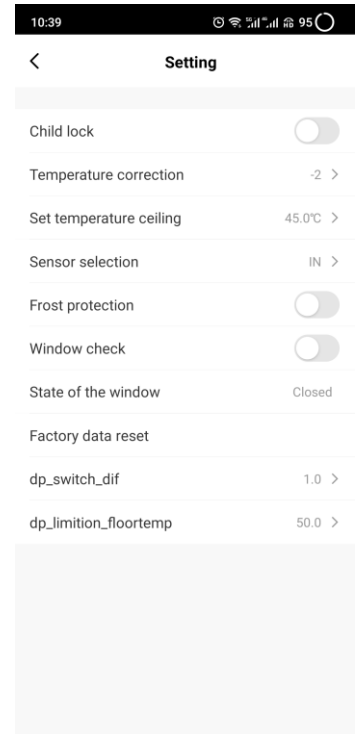 10:39
95
Setting
Child lock
Temperature correction -2
Set temperature ceiling 45.0℃
Sensor selection IN
Frost protection
Window check
State of the window Closed
Factory data reset
dp_switch_dif 1.0
dp_limition_floortemp 50.0